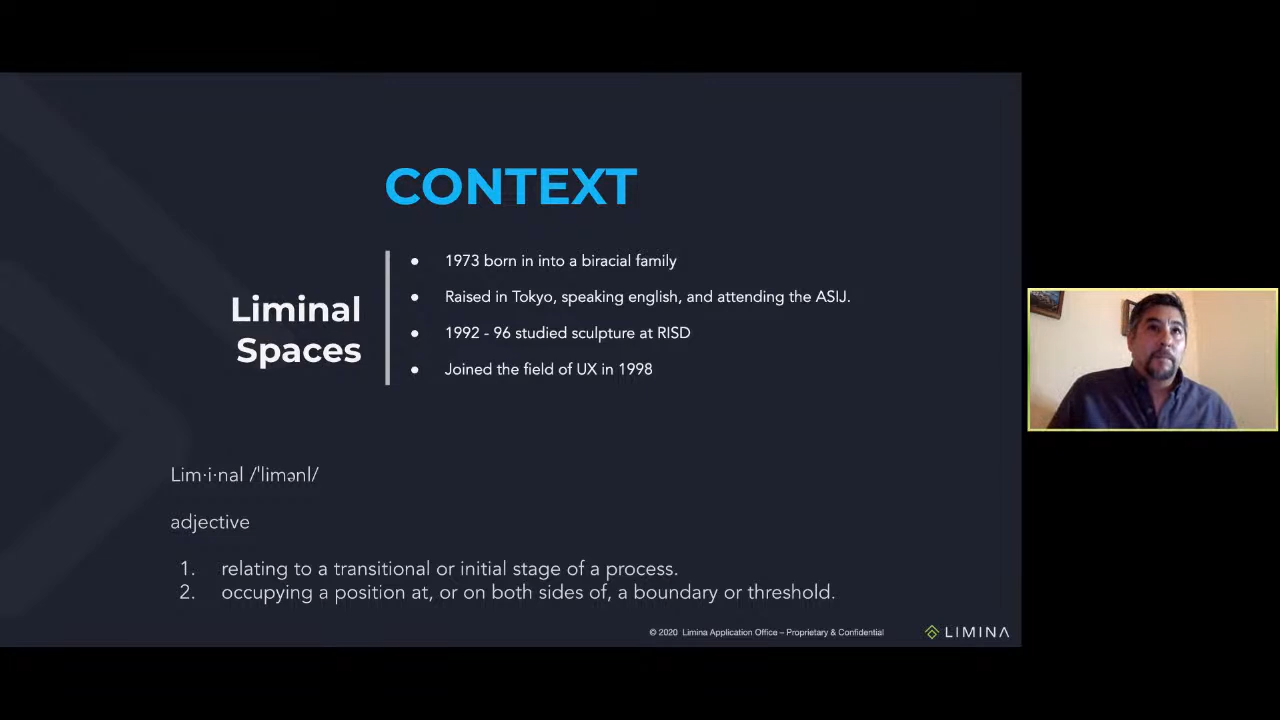 CONTEXT
Liminal
Spaces
● 1973 born in into a biracial family
● Raised in Tokyo, speaking english, and attending the ASIJ.
● 1992 - 96 studied sculpture at RISD
● Joined the field of UX in 1998
Lim·i·nal /ˈlimənl/
adjective
1. relating to a transitional or initial stage of a process.
2. occupying a position at, or on both sides of, a boundary or threshold.
© 2020 Limina Application Office – Proprietary & Confidential
LIMINA